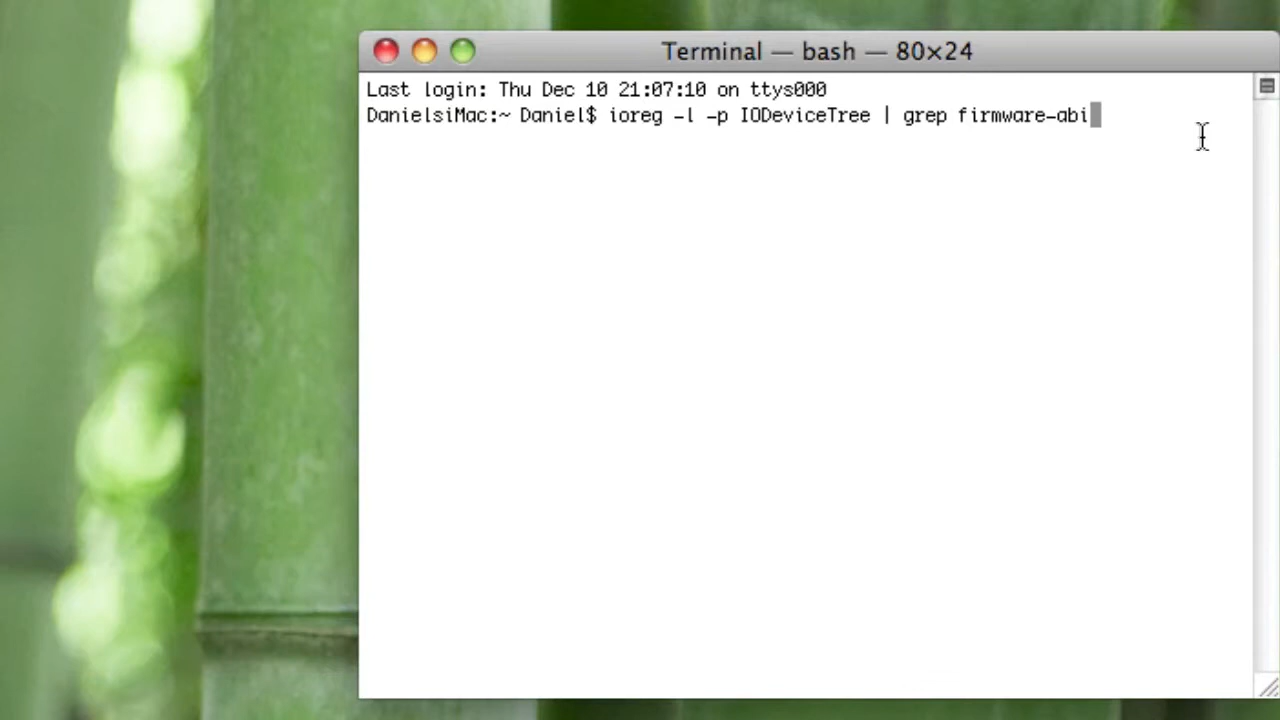 Terminal — bash — 80×24
Last login: Thu Dec 10 21:07:10 on ttys000
DanielsiMac:~ Daniel$ ioreg -l -p IODeviceTree | grep firmware-abi